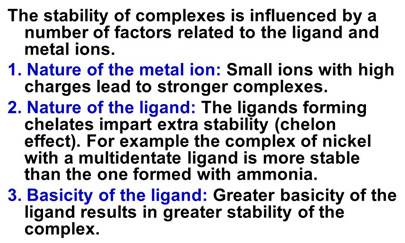 The stability of complexes is influenced by a
number of factors related to the ligand and
metal ions.
1. Nature of the metal ion: Small ions with high
charges lead to stronger complexes.
2. Nature of the ligand: The ligands forming
chelates impart extra stability (chelon
effect). For example the complex of nickel
with a multidentate ligand is more stable
than the one formed with ammonia.
3. Basicity of the ligand: Greater basicity of the
ligand results in greater stability of the
complex.